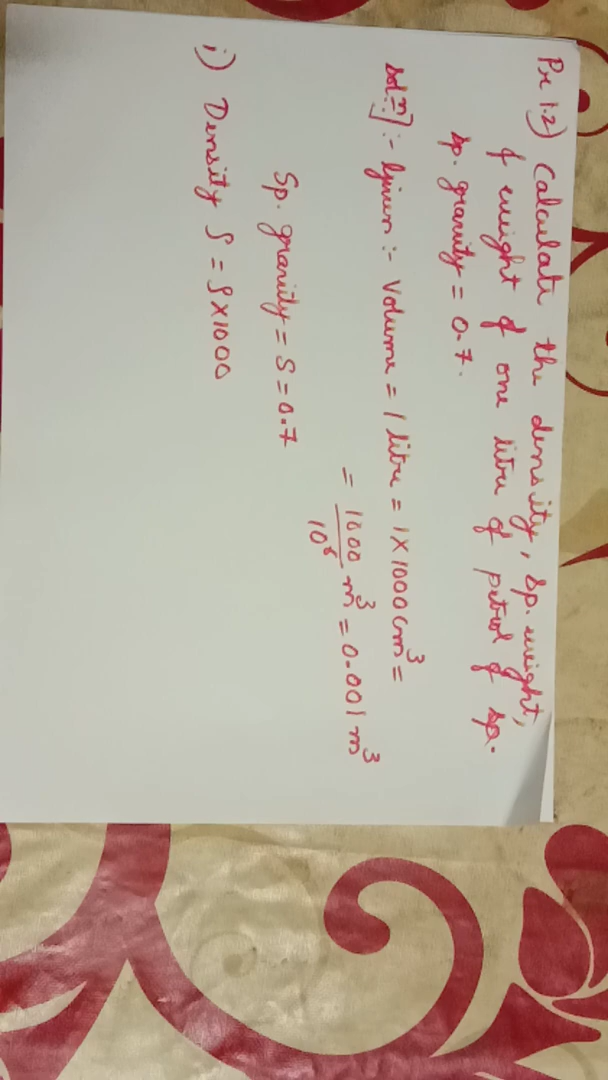 Pr 1.2) Calculate the density, sp. weight,
& weight of one litre of petrol of sp.
sp. gravity = 0.7.
solⁿ] :- Given :- Volume = 1 litre = 1 × 1000 cm³ =
= 1000/10⁶ m³ = 0.001 m³
Sp. gravity = S = 0.7
i) Density ρ = S × 1000